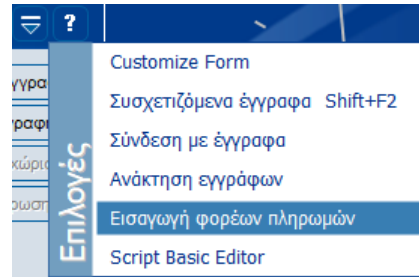 ?
Customize Form
Συσχετιζόμενα έγγραφα Shift+F2
Σύνδεση με έγγραφα
Ανάκτηση εγγράφων
Εισαγωγή φορέων πληρωμών
Script Basic Editor
Επιλογές